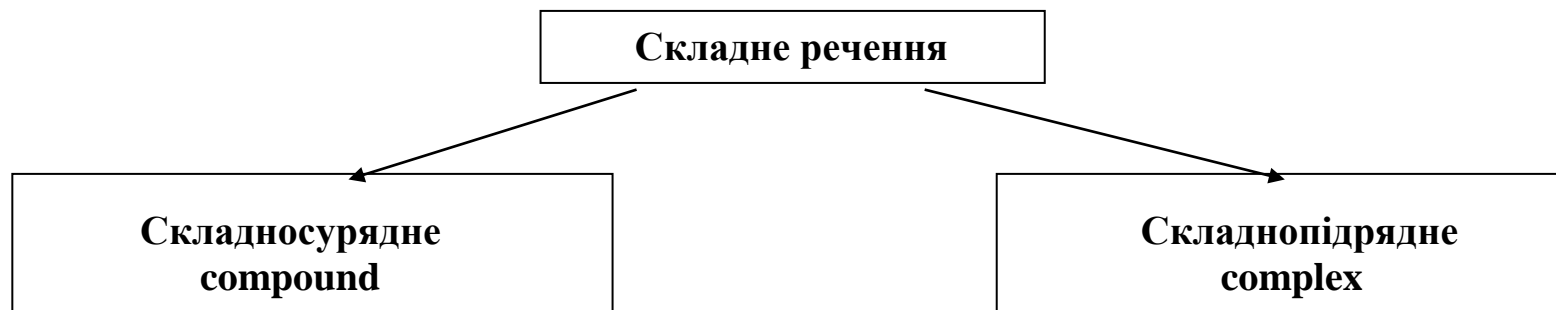 Складне речення
Складносурядне
compound
Складнопідрядне
complex